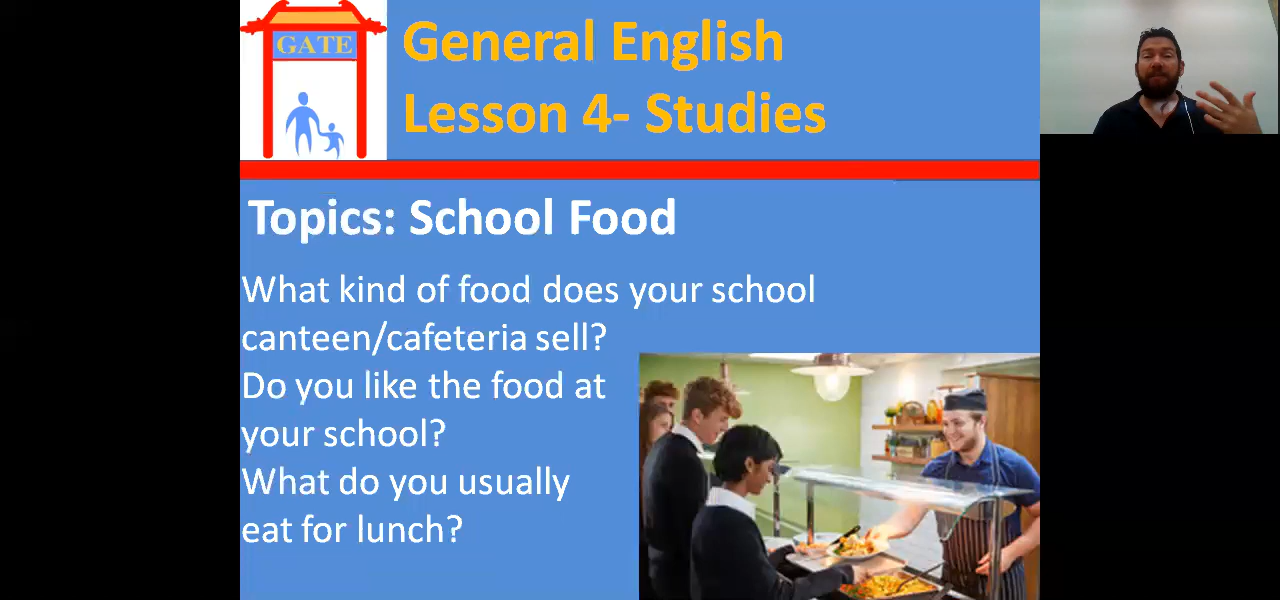 GATE
General English
Lesson 4- Studies
Topics: School Food
What kind of food does your school
canteen/cafeteria sell?
Do you like the food at
your school?
What do you usually
eat for lunch?